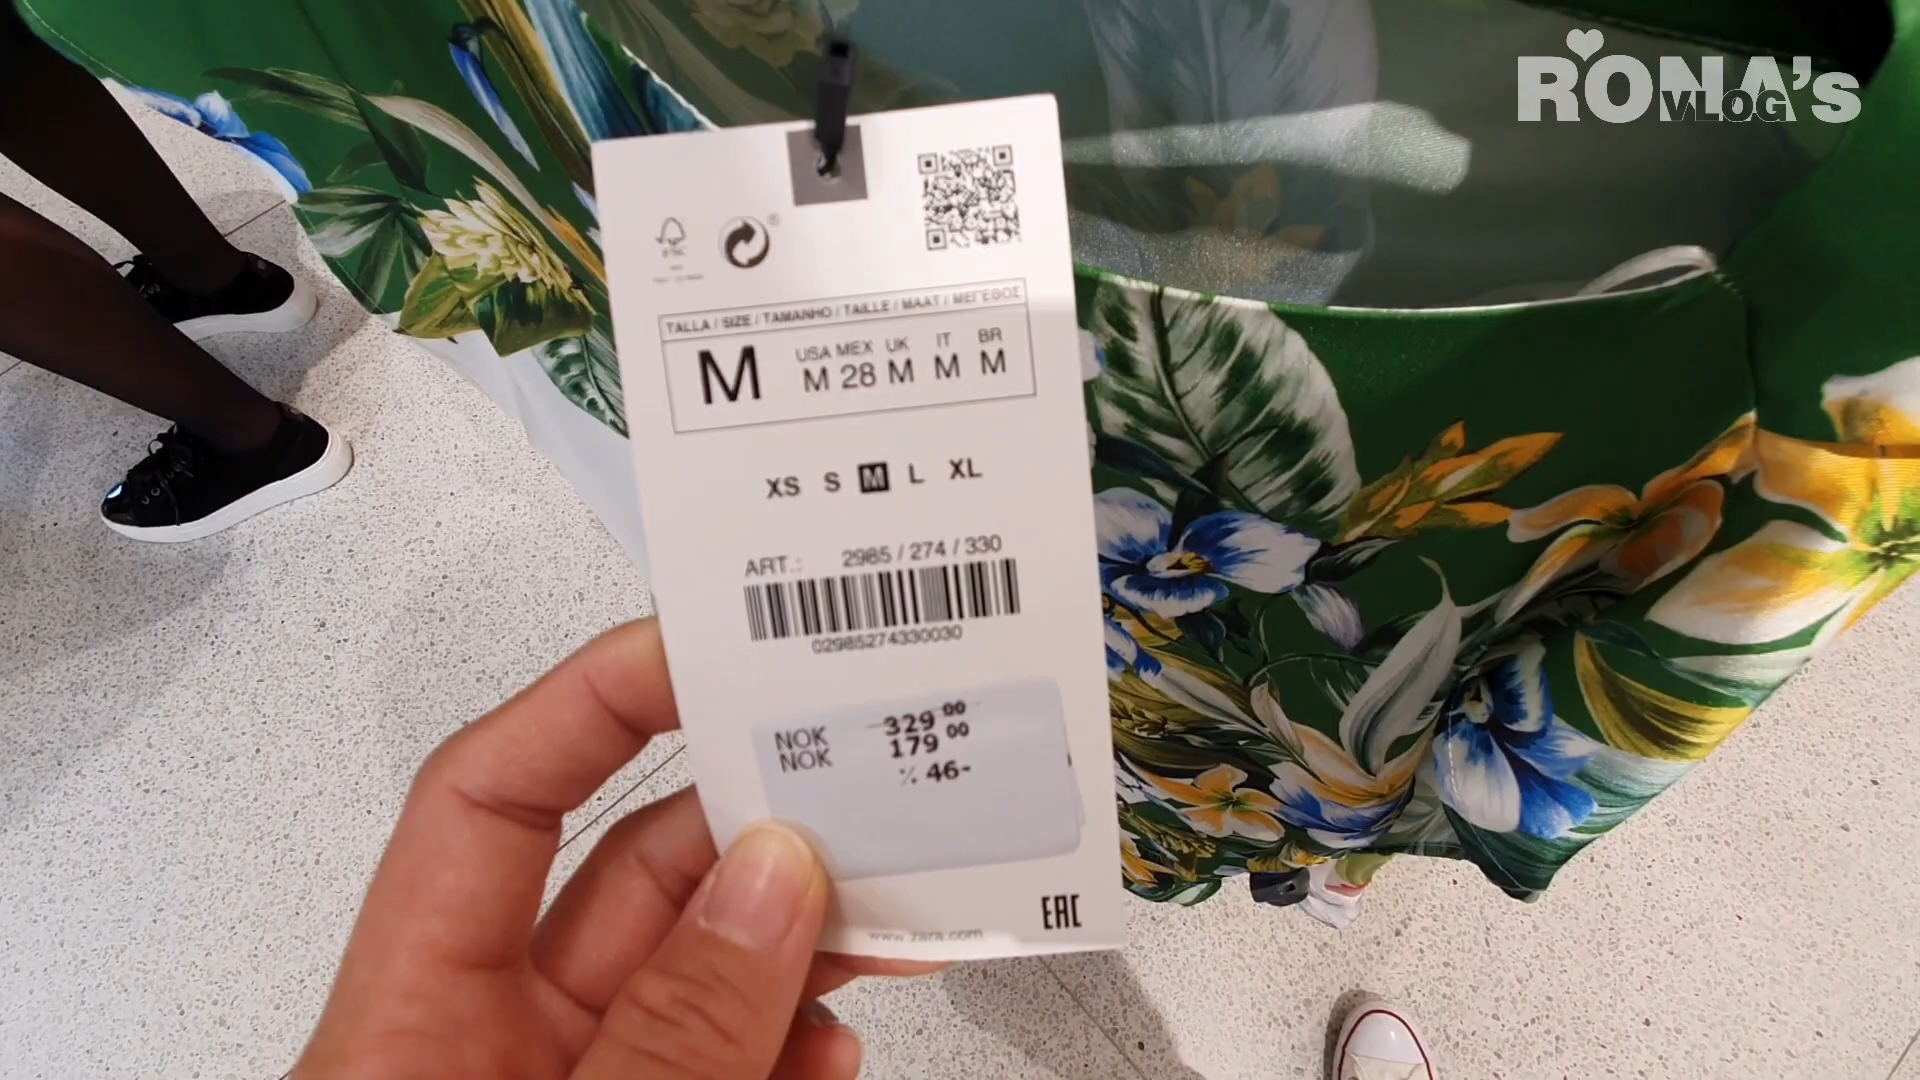 RONA's
VLOG
FSC
®
TALLA / SIZE / TAMANHO / TAILLE / MAAT / ΜΕΓΕΘΟΣ
M
USA MEX UK IT BR
M 28 M M M
XS S M L XL
ART.: 2985 / 274 / 330
02985274330030
NOK 329 00
NOK 179 00
% 46-
www.zara.com
EAC